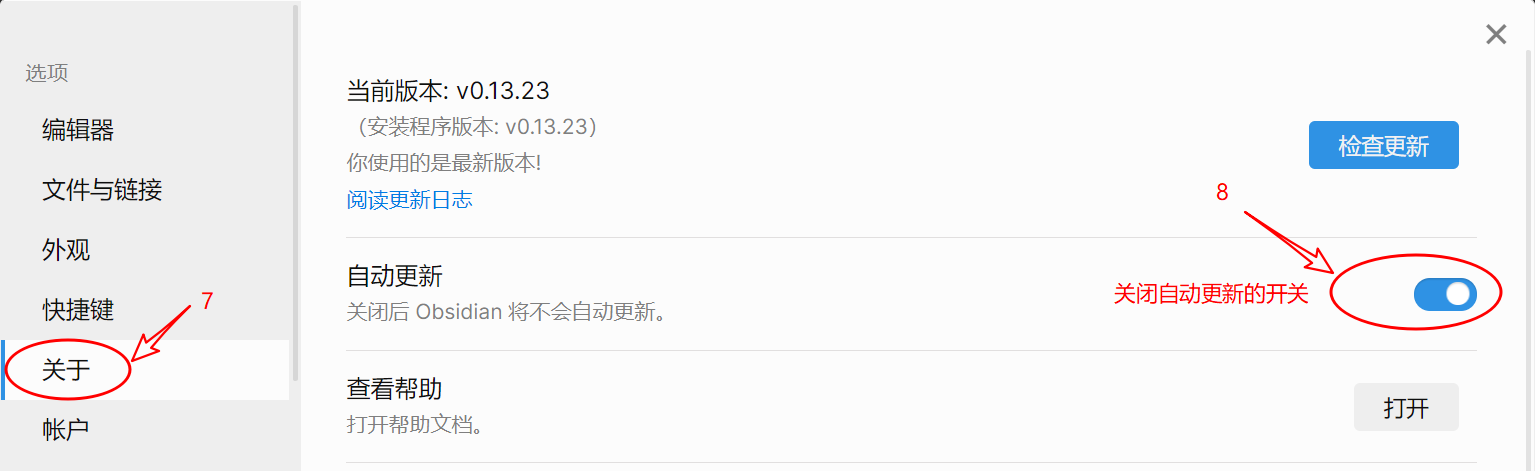 选项
编辑器
文件与链接
外观
快捷键
7
关于
帐户
当前版本: v0.13.23
（安装程序版本: v0.13.23）
你使用的是最新版本!
阅读更新日志
检查更新
8
自动更新
关闭后 Obsidian 将不会自动更新。
关闭自动更新的开关
查看帮助
打开帮助文档。
打开